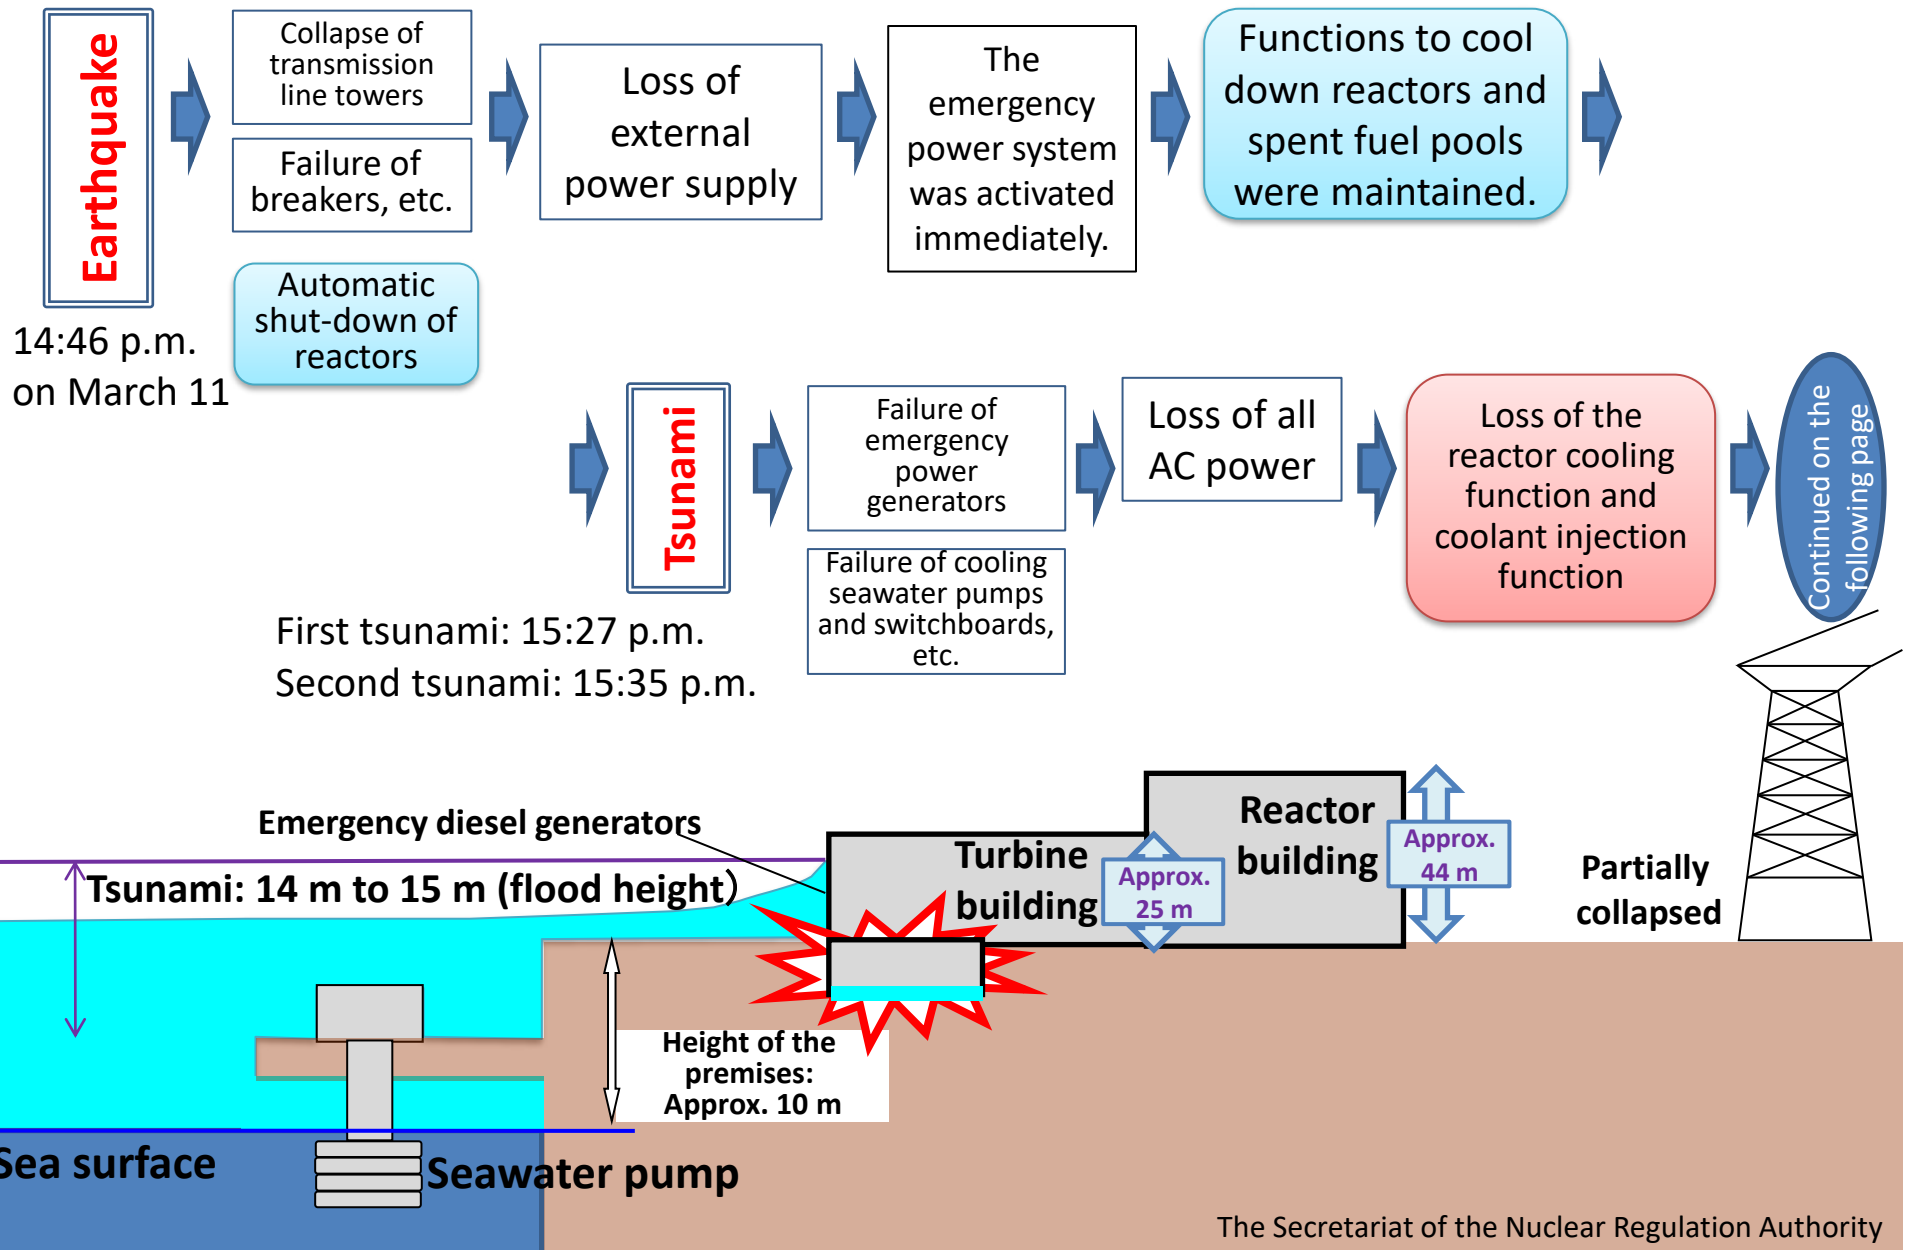 Earthquake
Collapse of
transmission
line towers
Failure of
breakers, etc.
Automatic
shut-down of
reactors
14:46 p.m.
on March 11
Loss of
external
power supply
The
emergency
power system
was activated
immediately.
Functions to cool
down reactors and
spent fuel pools
were maintained.
Tsunami
First tsunami: 15:27 p.m.
Second tsunami: 15:35 p.m.
Failure of
emergency
power
generators
Failure of cooling
seawater pumps
and switchboards,
etc.
Loss of all
AC power
Loss of the
reactor cooling
function and
coolant injection
function
Continued on the
following page
Emergency diesel generators
Tsunami: 14 m to 15 m (flood height）
Turbine
building
Approx.
25 m
Reactor
building
Approx.
44 m
Partially
collapsed
Height of the
premises:
Approx. 10 m
Sea surface
Seawater pump
The Secretariat of the Nuclear Regulation Authority